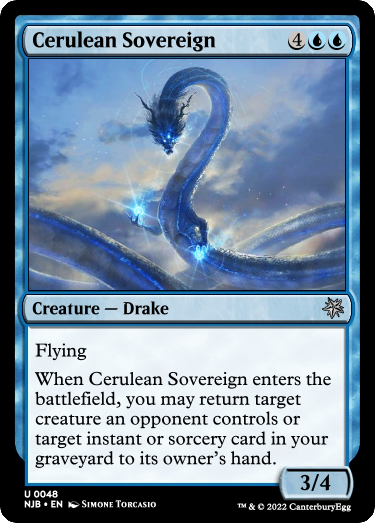 Cerulean Sovereign 4
Creature — Drake
Flying
When Cerulean Sovereign enters the
battlefield, you may return target
creature an opponent controls or
target instant or sorcery card in your
graveyard to its owner's hand.
3/4
U 0048
NJB • EN Simone Torcasio
™ & © 2022 CanterburyEgg